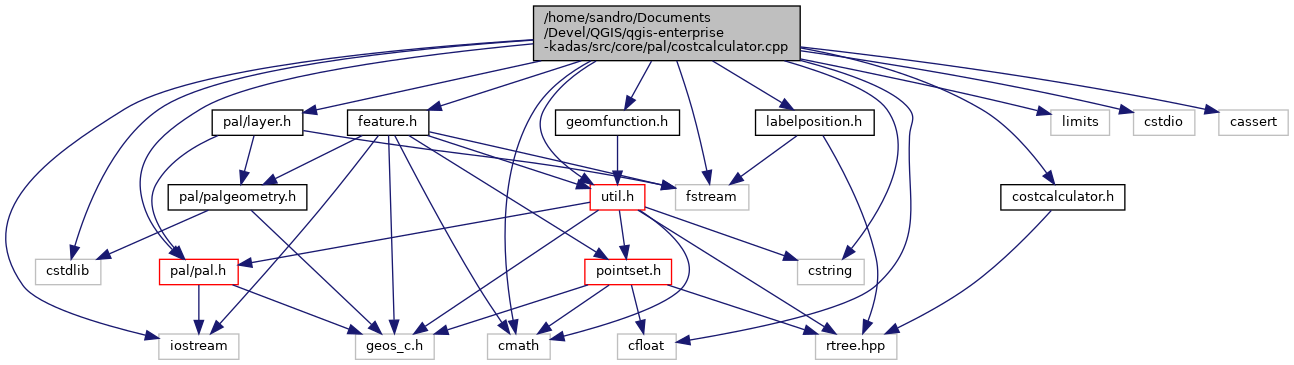 /home/sandro/Documents
/Devel/QGIS/qgis-enterprise
-kadas/src/core/pal/costcalculator.cpp
pal/layer.h
feature.h
geomfunction.h
labelposition.h
limits
cstdio
cassert
pal/palgeometry.h
util.h
fstream
costcalculator.h
cstdlib
pal/pal.h
pointset.h
cstring
iostream
geos_c.h
cmath
cfloat
rtree.hpp